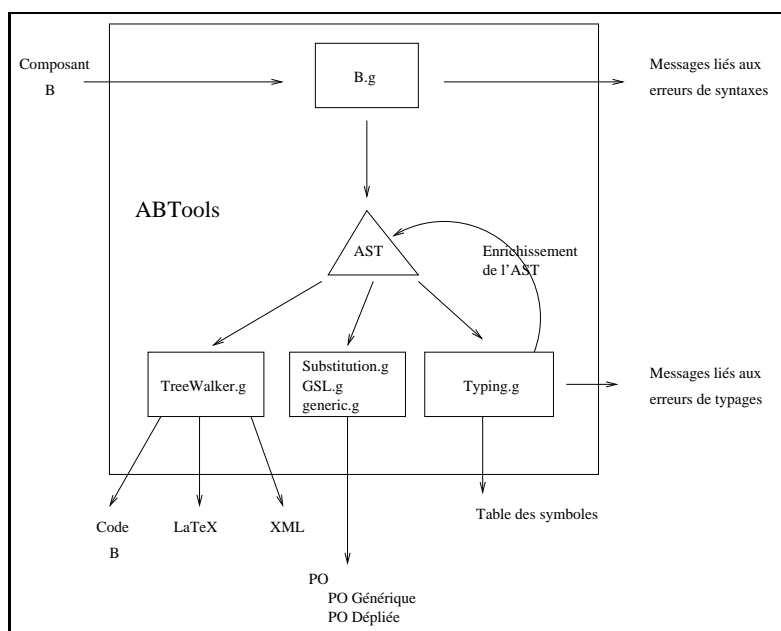 Composant
B
B.g
Messages liés aux
erreurs de syntaxes
ABTools
AST
Enrichissement
de l'AST
TreeWalker.g
Substitution.g
GSL.g
generic.g
Typing.g
Messages liés aux
erreurs de typages
Code
B
LaTeX
XML
Table des symboles
PO
PO Générique
PO Dépliée